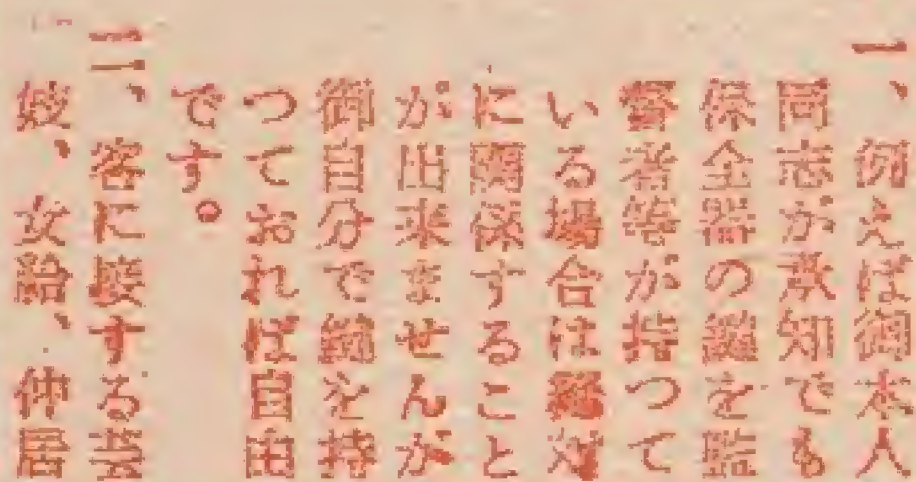 一、例えば御本人
同志が承知でも
保全器の鍵を監
督者等が持つて
いる場合は絶対
に關係すること
が出来ませんが
御自分で鍵を持
つておれば自由
です。
二、客に接する芸
妓、女給、仲居